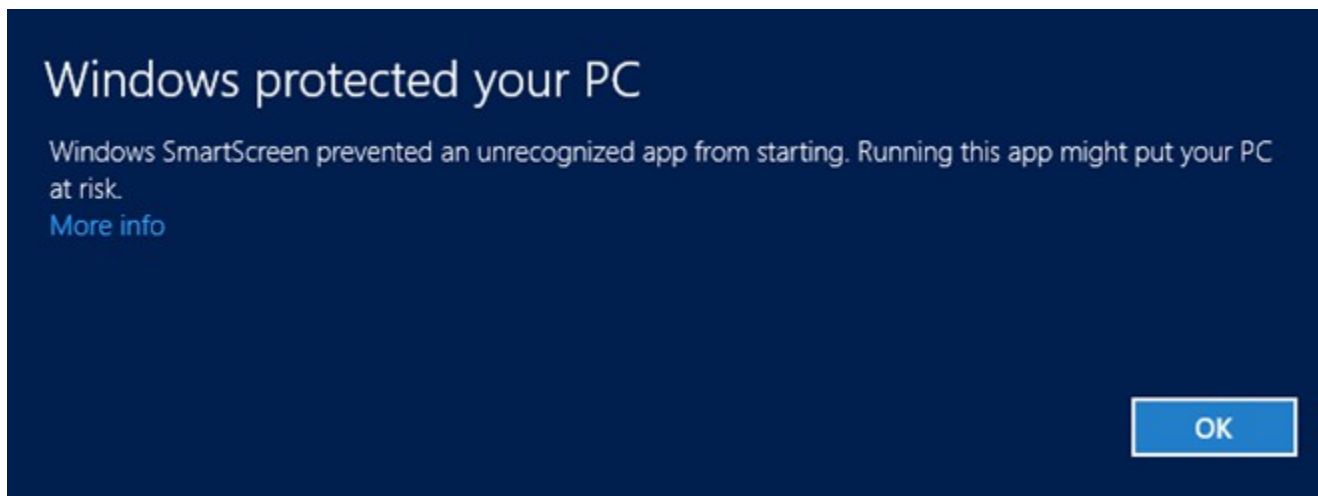 Windows protected your PC
Windows SmartScreen prevented an unrecognized app from starting. Running this app might put your PC
at risk.
More info
OK